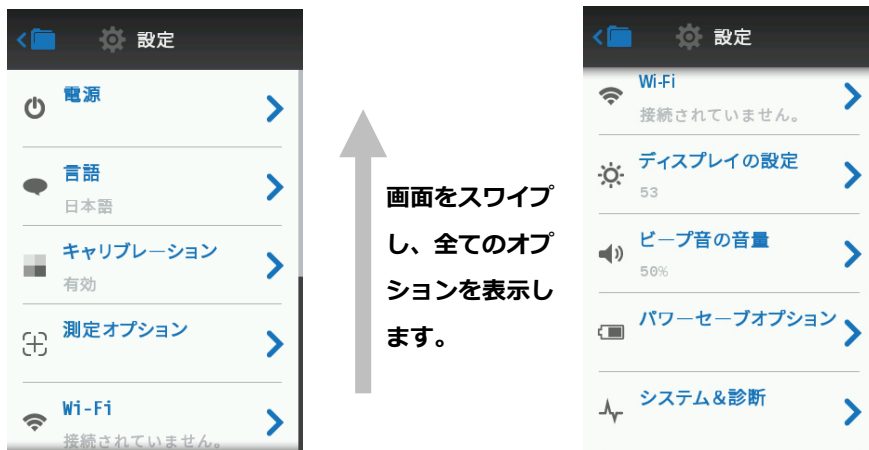 設定
電源
言語
日本語
キャリブレーション
有効
測定オプション
Wi-Fi
接続されていません。
画面をスワイプ
し、全てのオプ
ションを表示し
ます。
設定
Wi-Fi
接続されていません。
ディスプレイの設定
53
ビープ音の音量
50%
パワーセーブオプション
システム&診断